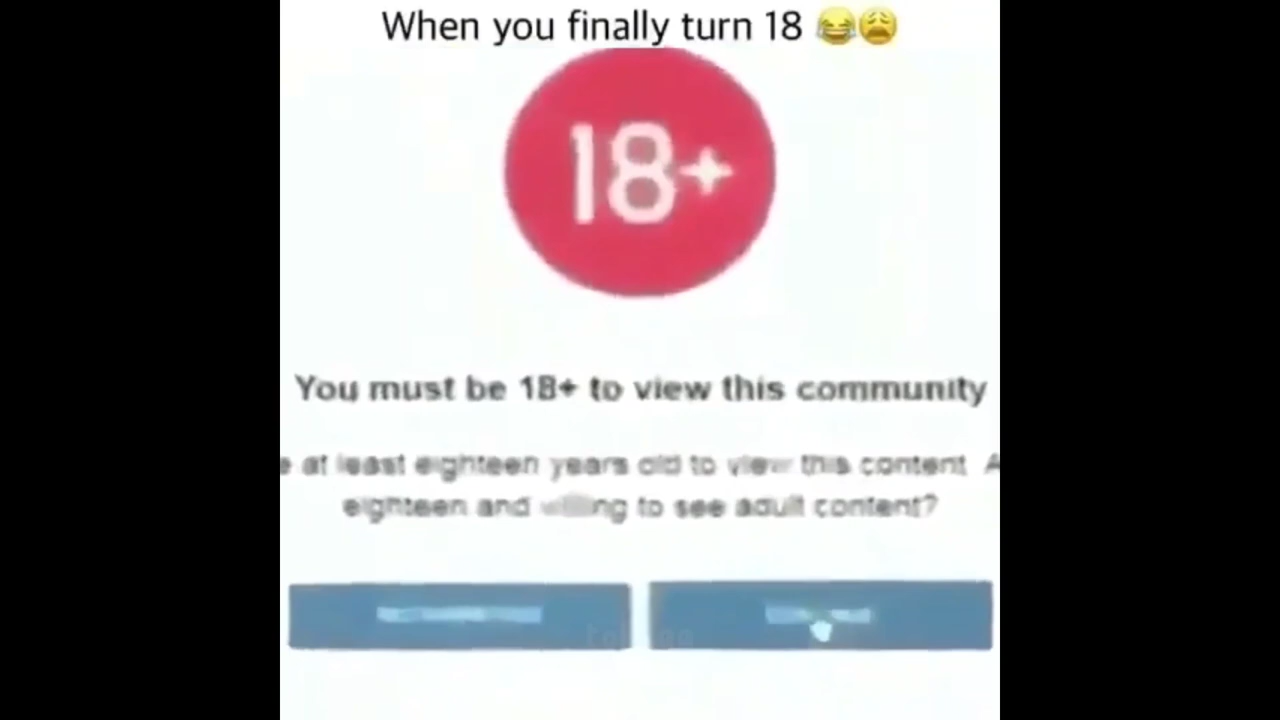 When you finally turn 18 😂😩
18+
You must be 18+ to view this community
e at least eighteen years old to view this content A
eighteen and willing to see adult content?